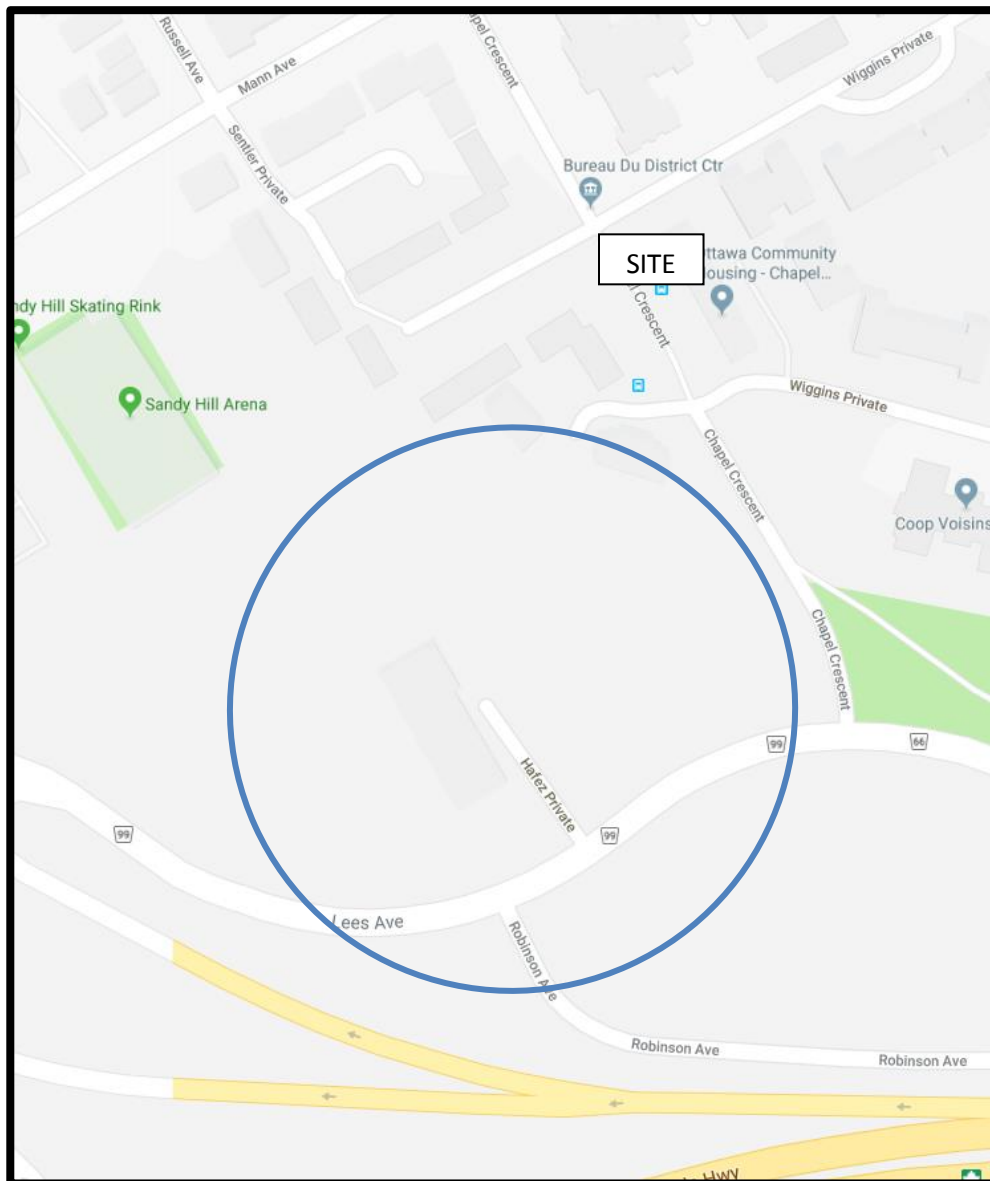 Russell Ave
Mann Ave
pel Crescent
Wiggins Private
Sentier Private
Bureau Du District Ctr
SITE
ttawa Community
ousing - Chapel...
l Crescent
ndy Hill Skating Rink
Sandy Hill Arena
Wiggins Private
Chapel Crescent
Coop Voisins
Chapel Crescent
99
66
Hafez Private
99
99
Lees Ave
Robinson Ave
Robinson Ave
Robinson Ave
Hwy